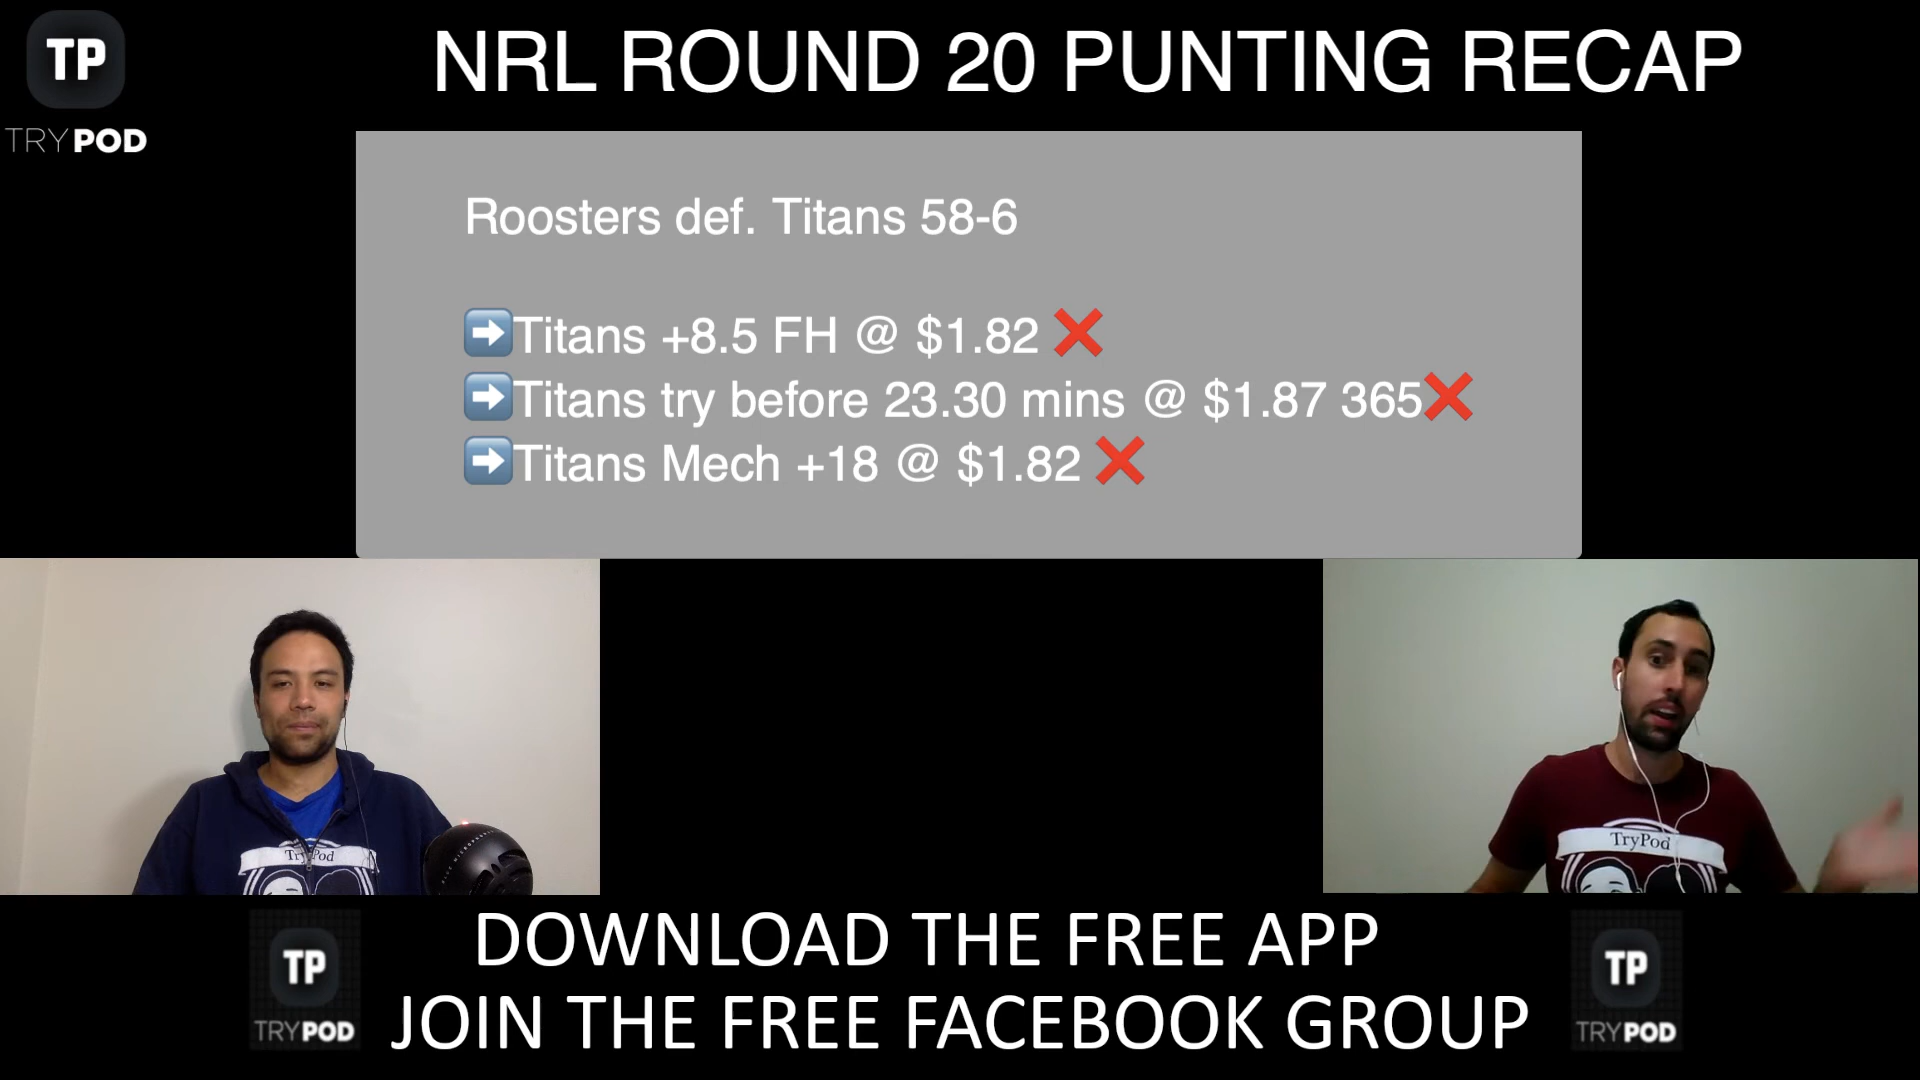 TP
TRYPOD
NRL ROUND 20 PUNTING RECAP
Roosters def. Titans 58-6
➡️Titans +8.5 FH @ $1.82 ❌
➡️Titans try before 23.30 mins @ $1.87 365❌
➡️Titans Mech +18 @ $1.82 ❌
TryPod
TryPod
TP
TRYPOD
DOWNLOAD THE FREE APP
JOIN THE FREE FACEBOOK GROUP
TP
TRYPOD